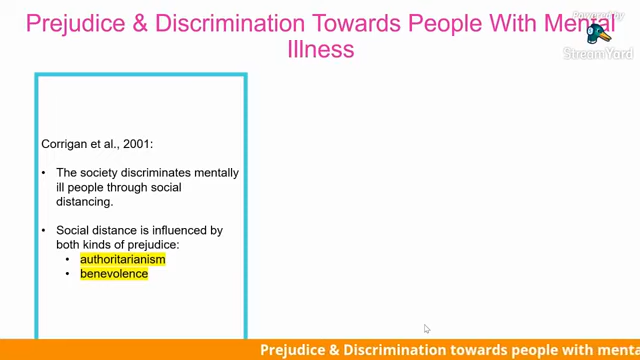 Prejudice & Discrimination Towards People With Mental
Illness
Powered by
StreamYard
Corrigan et al., 2001:
• The society discriminates mentally
ill people through social
distancing.
• Social distance is influenced by
both kinds of prejudice:
• authoritarianism
• benevolence
Prejudice & Discrimination towards people with menta